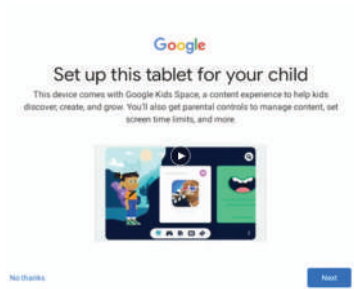 Google
Set up this tablet for your child
This device comes with Google Kids Space, a content experience to help kids
discover, create, and grow. You'll also get parental controls to manage content, set
screen time limits, and more.
No thanks
Next